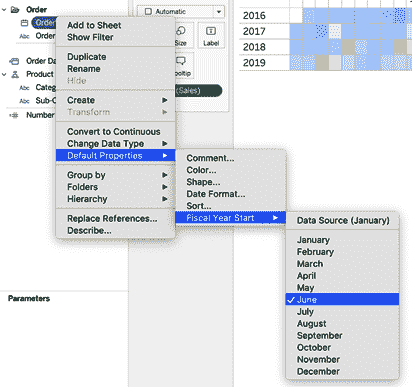 Order
Order
Order
Order Da
Product
Categ
Sub-C
Number
Parameters
Automatic
Size
Label
Tooltip
(Sales)
2016
2017
2018
2019
Add to Sheet
Show Filter
Duplicate
Rename
Hide
Create
Transform
Convert to Continuous
Change Data Type
Default Properties
Group by
Folders
Hierarchy
Replace References...
Describe...
Comment...
Color...
Shape...
Date Format...
Sort...
Fiscal Year Start
Data Source (January)
January
February
March
April
May
June
July
August
September
October
November
December